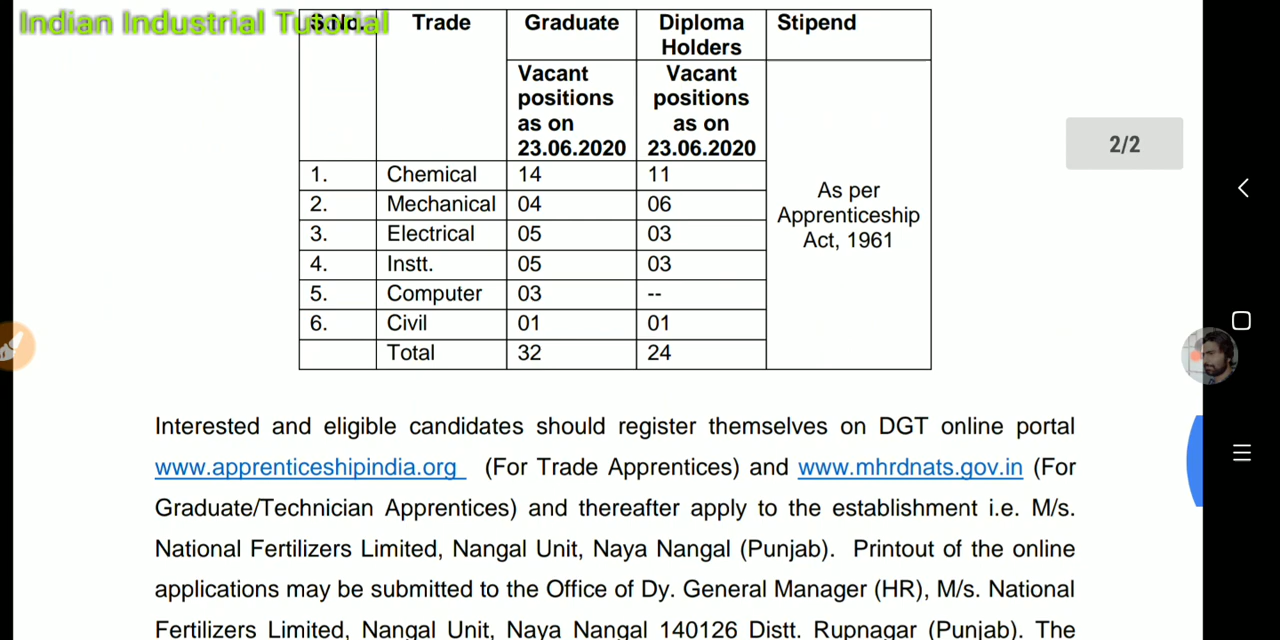 Indian Industrial Tutorial
S.No. Trade Graduate Diploma Holders Stipend
Vacant positions as on 23.06.2020 Vacant positions as on 23.06.2020
As per Apprenticeship Act, 1961
1. Chemical 14 11
2. Mechanical 04 06
3. Electrical 05 03
4. Instt. 05 03
5. Computer 03 --
6. Civil 01 01
Total 32 24
2/2
Interested and eligible candidates should register themselves on DGT online portal
www.apprenticeshipindia.org (For Trade Apprentices) and www.mhrdnats.gov.in (For
Graduate/Technician Apprentices) and thereafter apply to the establishment i.e. M/s.
National Fertilizers Limited, Nangal Unit, Naya Nangal (Punjab). Printout of the online
applications may be submitted to the Office of Dy. General Manager (HR), M/s. National
Fertilizers Limited, Nangal Unit, Naya Nangal 140126 Distt. Rupnagar (Punjab). The